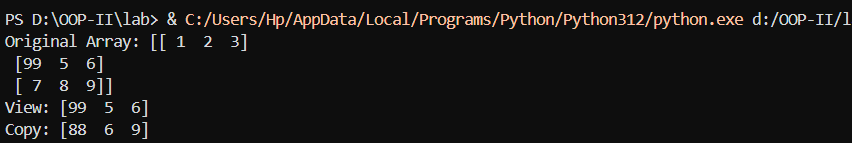 PS D:\OOP-II\lab> & C:/Users/Hp/AppData/Local/Programs/Python/Python312/python.exe d:/OOP-II/l
Original Array: [[ 1  2  3]
 [99  5  6]
 [ 7  8  9]]
View: [99  5  6]
Copy: [88  6  9]